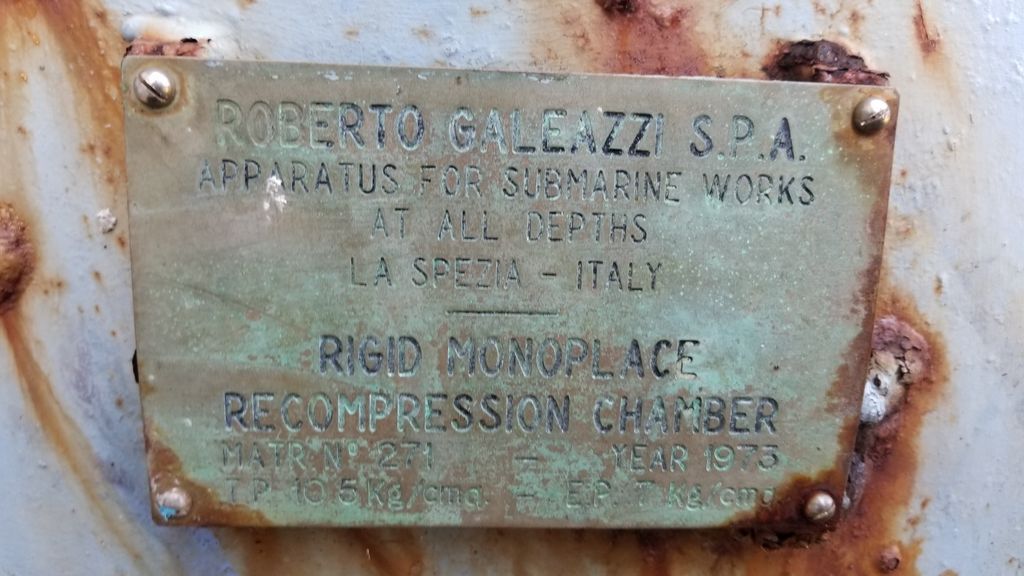 ROBERTO GALEAZZI S.P.A.
APPARATUS FOR SUBMARINE WORKS
AT ALL DEPTHS
LA SPEZIA - ITALY
RIGID MONOPLACE
RECOMPRESSION CHAMBER
MATR. N° 271 - YEAR 1973
T.P. 10.5 Kg/cmq - E.P. 7 Kg/cmq